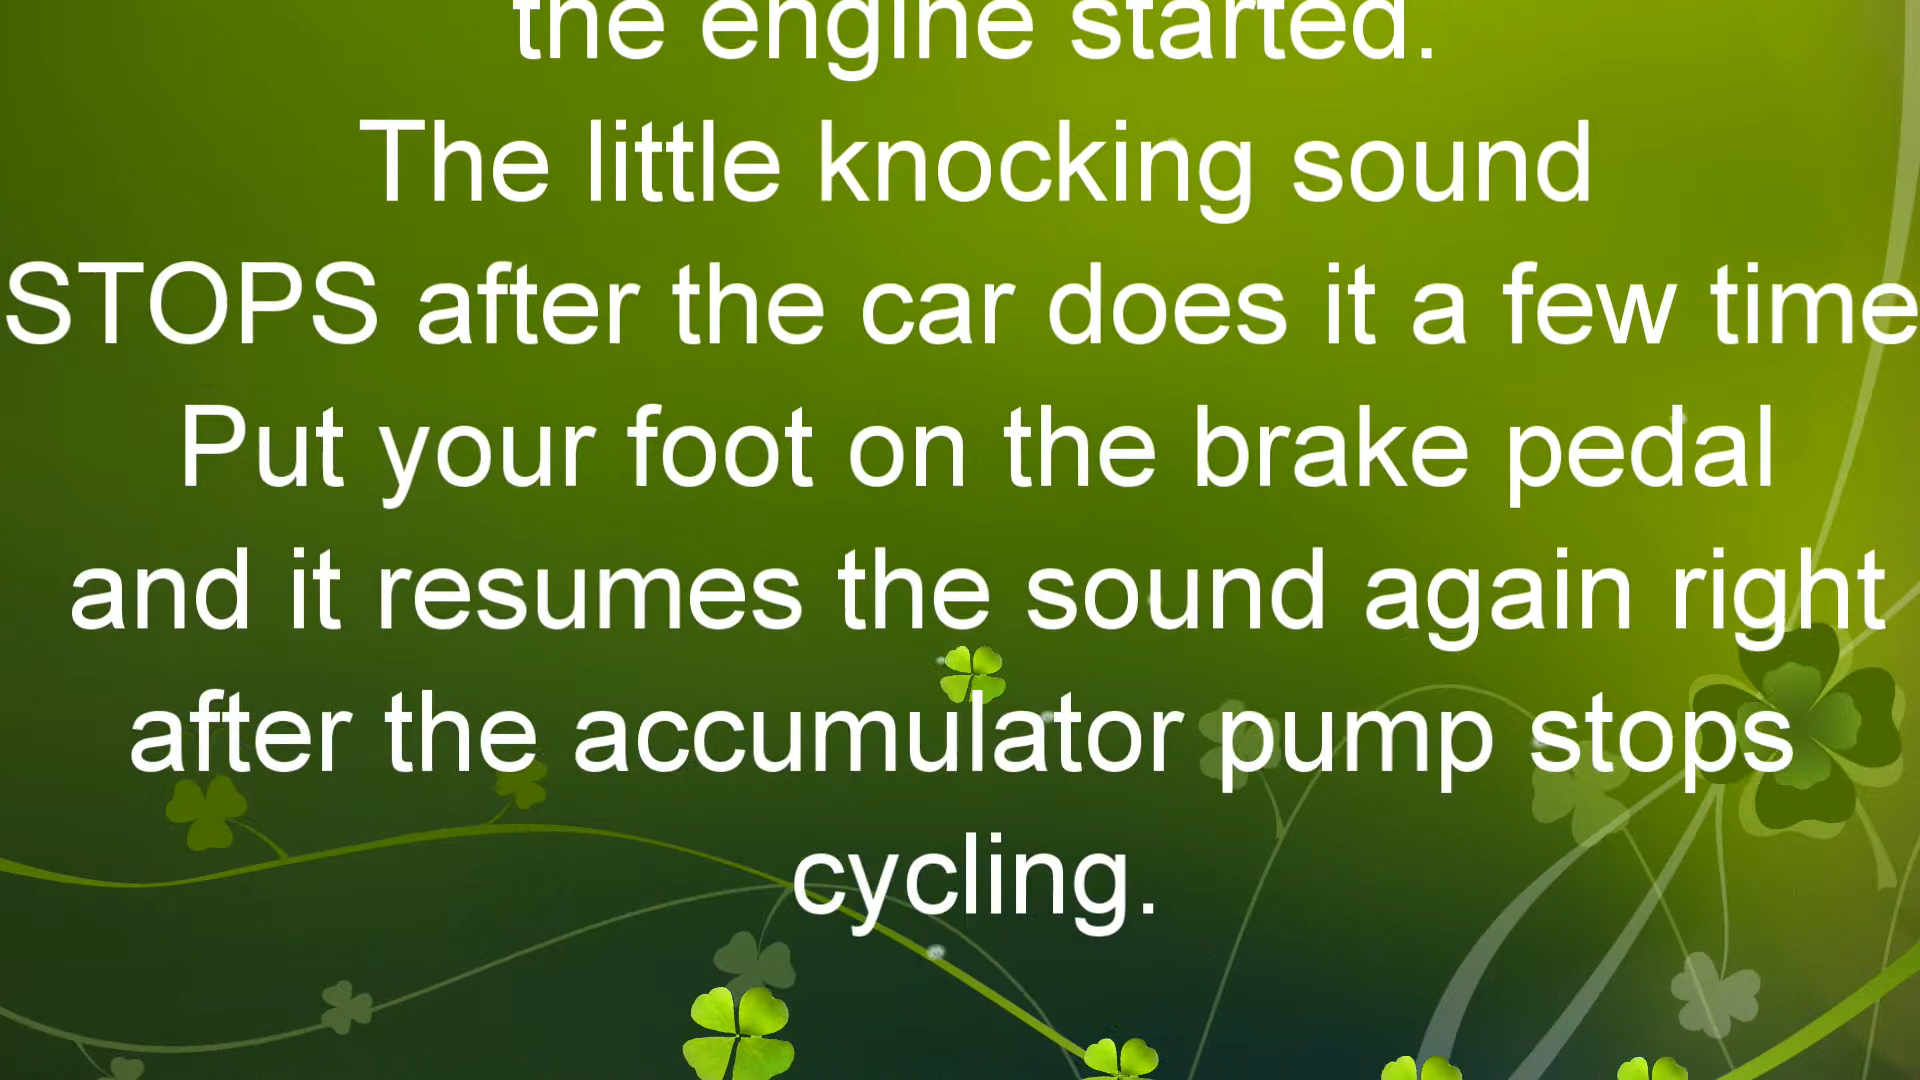 the engine started.
The little knocking sound
STOPS after the car does it a few time
Put your foot on the brake pedal
and it resumes the sound again right
after the accumulator pump stops
cycling.